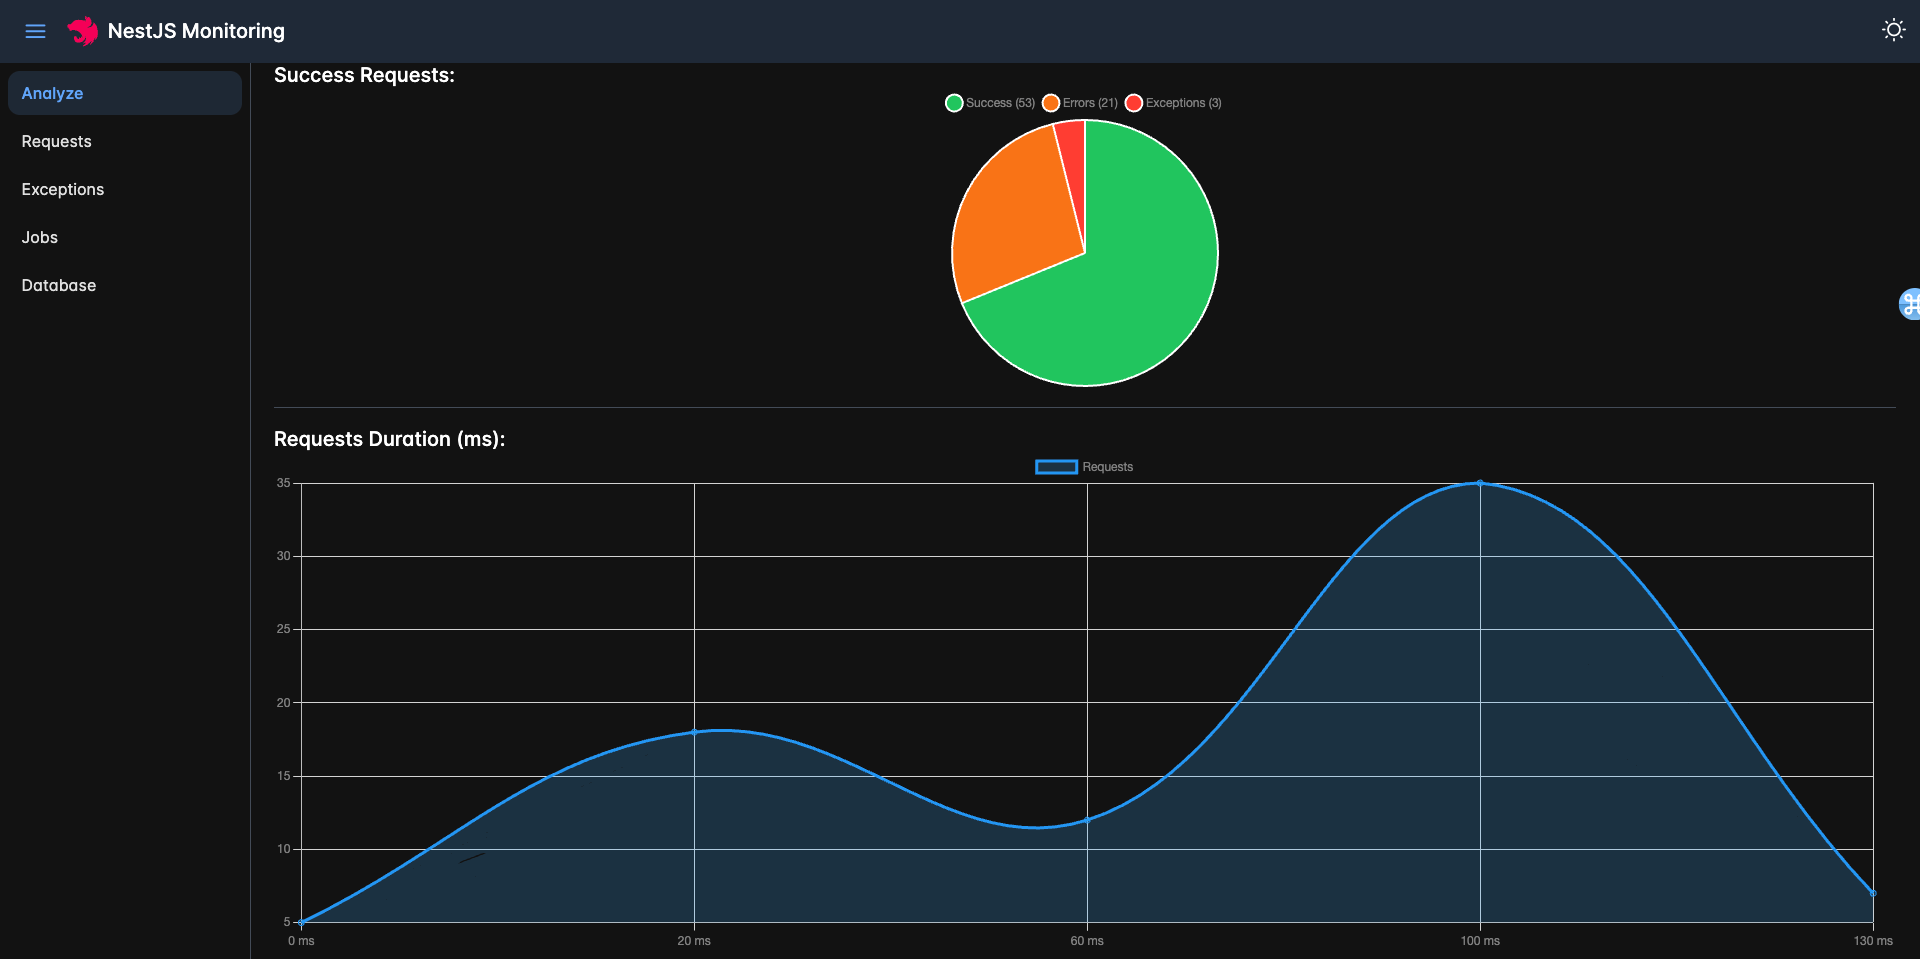 NestJS Monitoring
Analyze
Requests
Exceptions
Jobs
Database
Success Requests:
Success (53) Errors (21) Exceptions (3)
Requests Duration (ms):
Requests
35
30
25
20
15
10
5
0 ms 20 ms 60 ms 100 ms 130 ms